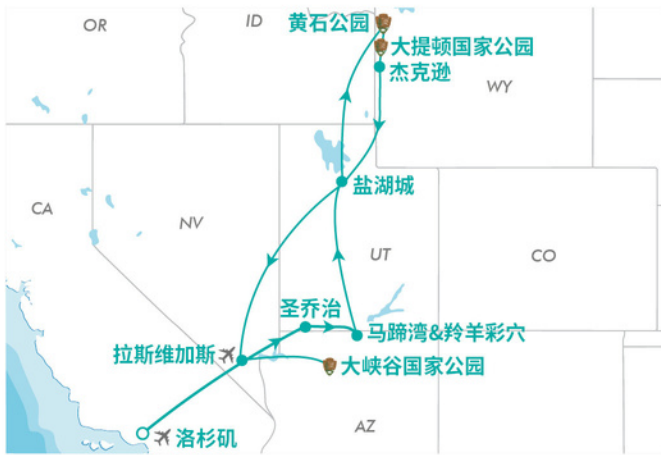 OR
ID
黄石公园
大提顿国家公园
杰克逊
WY
盐湖城
CA
NV
UT
CO
圣乔治
马蹄湾&羚羊彩穴
拉斯维加斯
大峡谷国家公园
AZ
洛杉矶